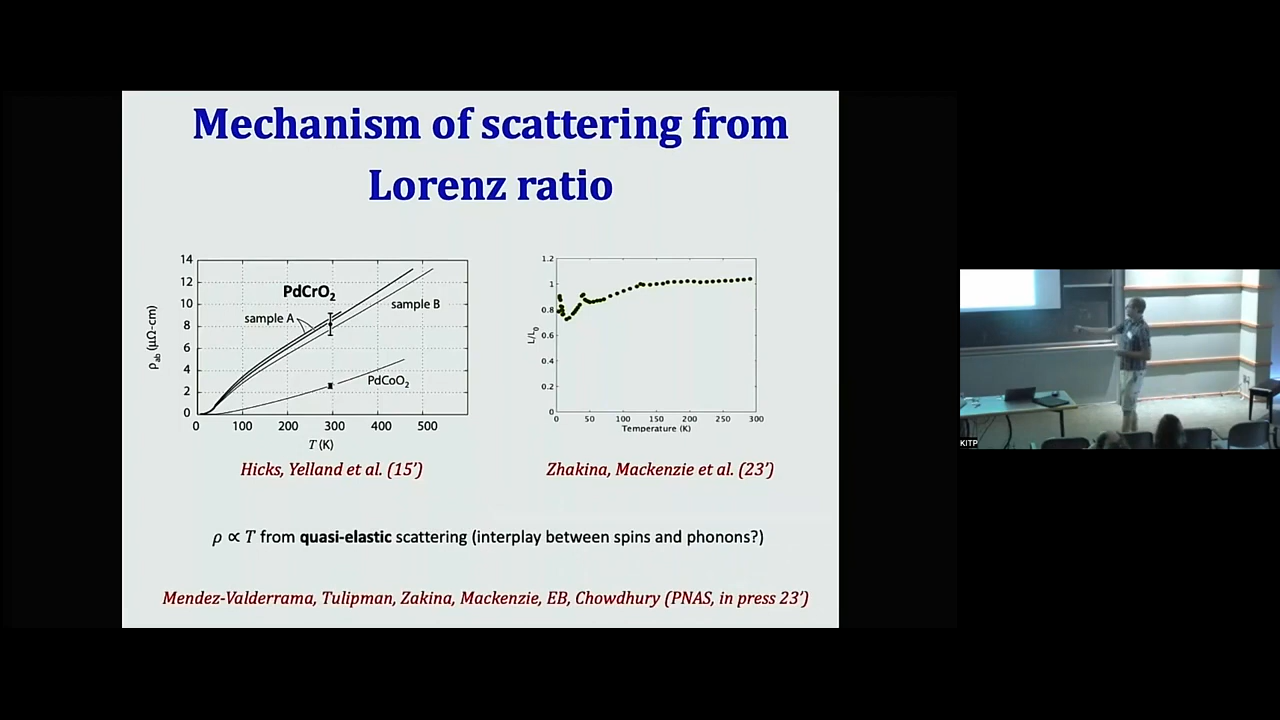 Mechanism of scattering from
Lorenz ratio
14
12
10
8
6
4
2
0
ρab (μΩ-cm)
PdCrO2
sample A
sample B
PdCoO2
0
100
200
300
400
500
T (K)
1.2
1
0.8
0.6
0.4
0.2
0
L/L0
0
50
100
150
200
250
300
Temperature (K)
Hicks, Yelland et al. (15’)
Zhakina, Mackenzie et al. (23’)
ρ ∝ T from quasi-elastic scattering (interplay between spins and phonons?)
Mendez-Valderrama, Tulipman, Zakina, Mackenzie, EB, Chowdhury (PNAS, in press 23’)
KITP